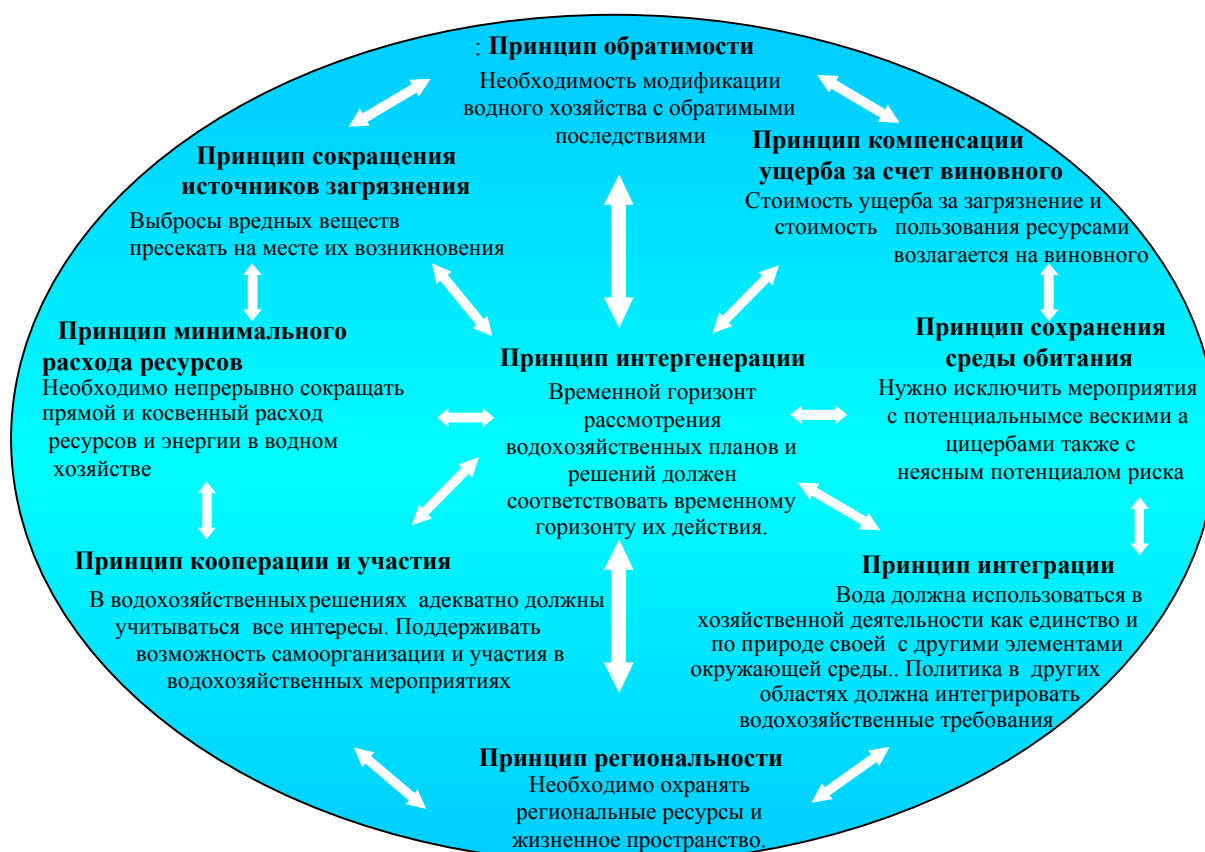 : Принцип обратимости
Необходимость модификации
водного хозяйства с обратимыми
последствиями
Принцип сокращения
источников загрязнения
Выбросы вредных веществ
пресекать на месте их возникновения
Принцип компенсации
ущерба за счет виновного
Стоимость ущерба за загрязнение и
стоимость пользования ресурсами
возлагается на виновного
Принцип минимального
расхода ресурсов
Необходимо непрерывно сокращать
прямой и косвенный расход
ресурсов и энергии в водном
хозяйстве
Принцип интергенерации
Временной горизонт
рассмотрения
водохозяйственных планов и
решений должен
соответствовать временному
горизонту их действия.
Принцип сохранения
среды обитания
Нужно исключить мероприятия
с потенциальнымсе вескими а
цицербами также с
неясным потенциалом риска
Принцип кооперации и участия
В водохозяйственных решениях адекватно должны
учитываться все интересы. Поддерживать
возможность самоорганизации и участия в
водохозяйственных мероприятиях
Принцип интеграции
Вода должна использоваться в
хозяйственной деятельности как единство и
по природе своей с другими элементами
окружающей среды.. Политика в других
областях должна интегрировать
водохозяйственные требования
Принцип региональности
Необходимо охранять
региональные ресурсы и
жизненное пространство.